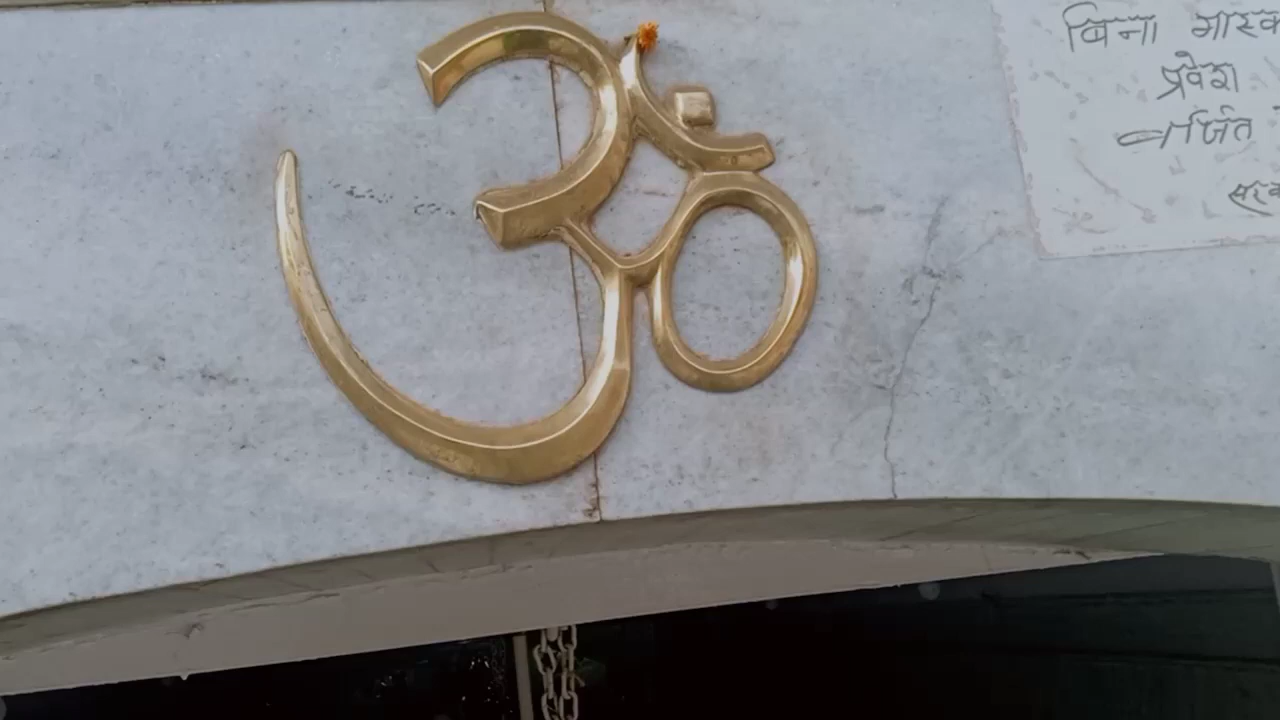 ॐ
बिना मास्क
प्रवेश
वर्जित